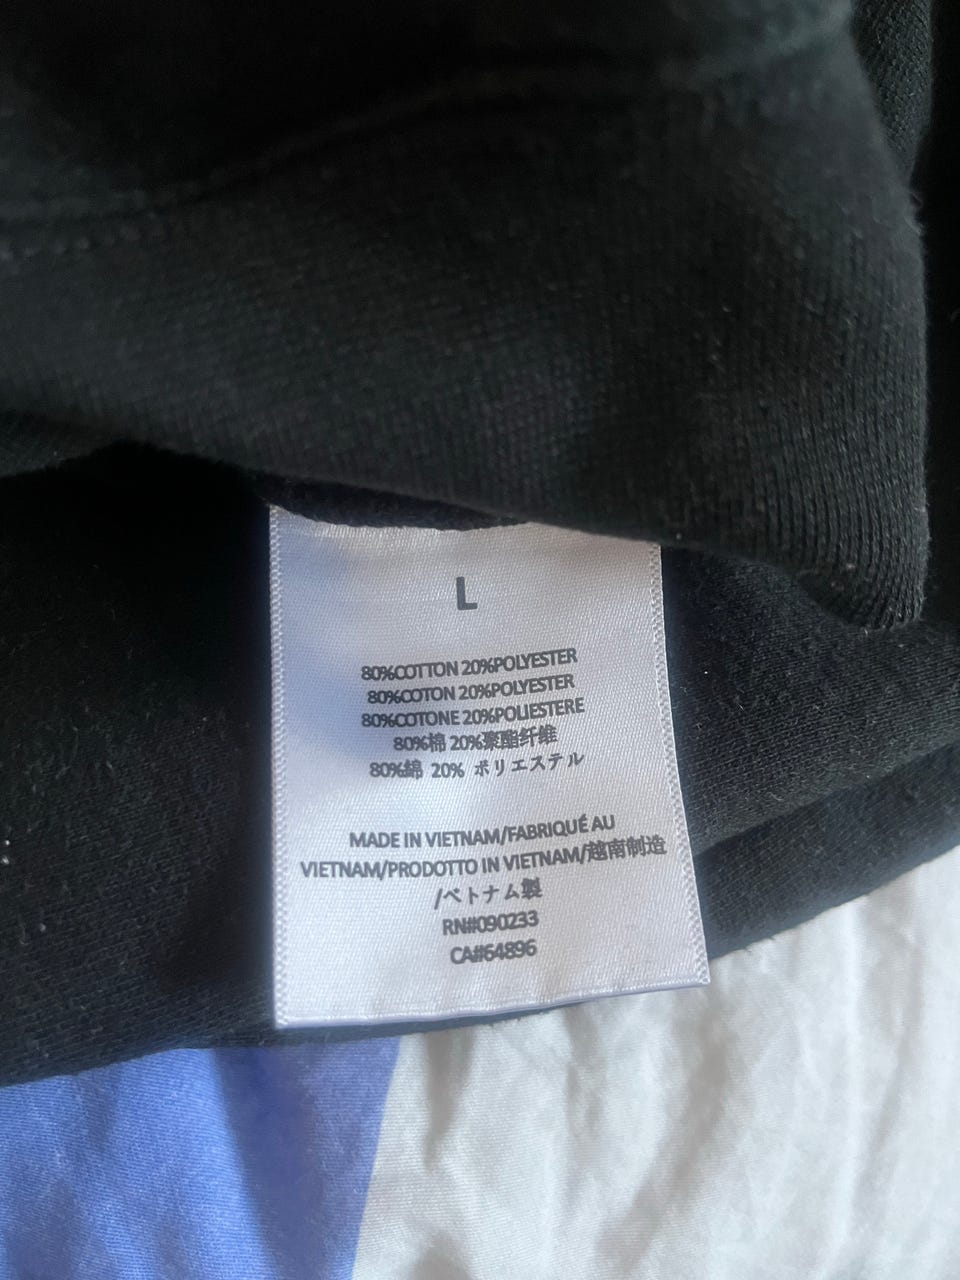 L
80%COTTON 20%POLYESTER
80%COTON 20%POLYESTER
80%COTONE 20%POLIESTERE
80%棉 20%聚酯纤维
80%綿 20% ポリエステル
MADE IN VIETNAM/FABRIQUÉ AU
VIETNAM/PRODOTTO IN VIETNAM/越南制造
/ベトナム製
RN#090233
CA#64896